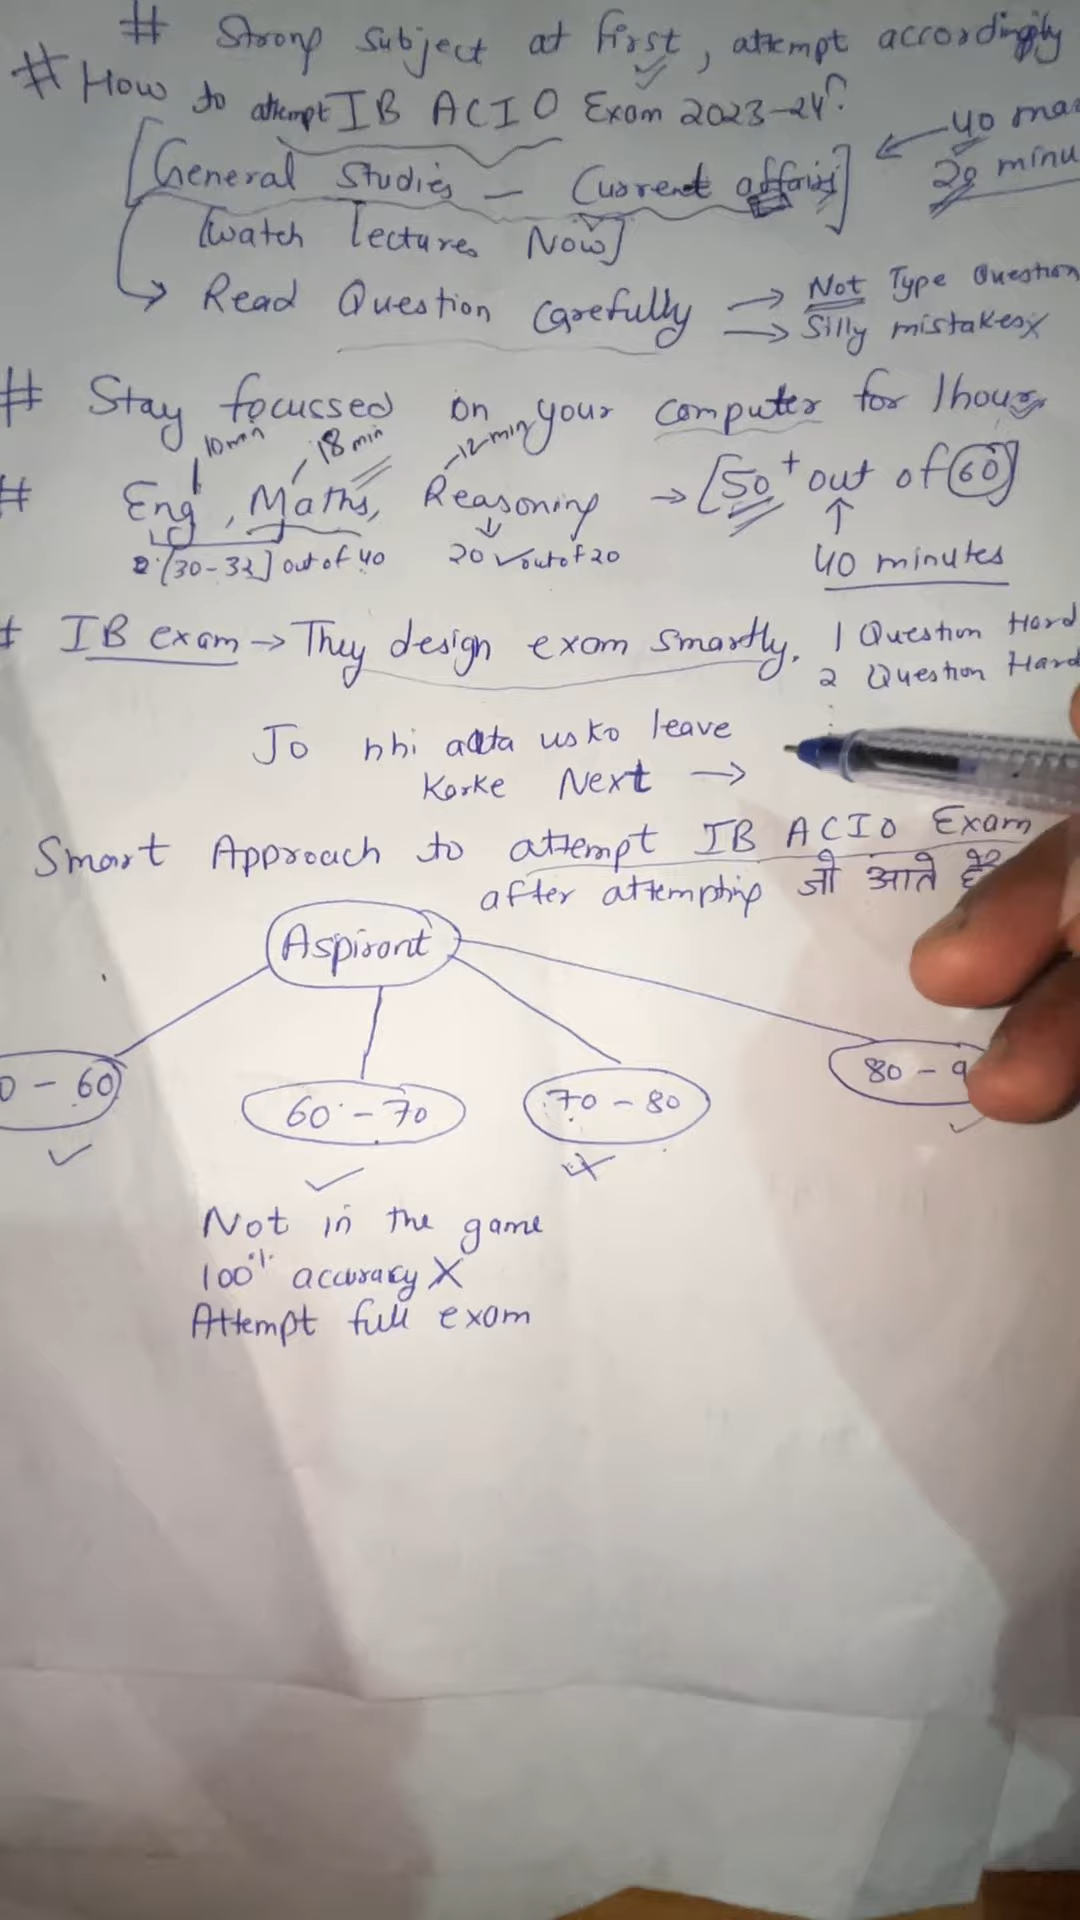 # Strong subject at first, attempt accordingly
# How to attempt IB ACIO Exam 2023-24?
[General Studies - Current affairs]
40 mar
20 minu
[Watch lectures Now]
→ Read Question Carefully → Not Type Question
→ Silly mistakes X
# Stay focussed on your computer for 1 hour
10 min 18 min 12 min
# Eng, Maths, Reasoning → [50+ out of 60]
[30-32] out of 40 20 ✓ out of 20
↑
40 minutes
IB exam → They design exam smartly. 1 Question Hard
2 Question Hard
Jo nhi aata usko leave
Karke Next →
Smart Approach to attempt IB ACIO Exam
after attempting जो आते है
Aspirant
0 - 60
60 - 70
70 - 80
80 - 9
Not in the game
100% accuracy X
Attempt full exam